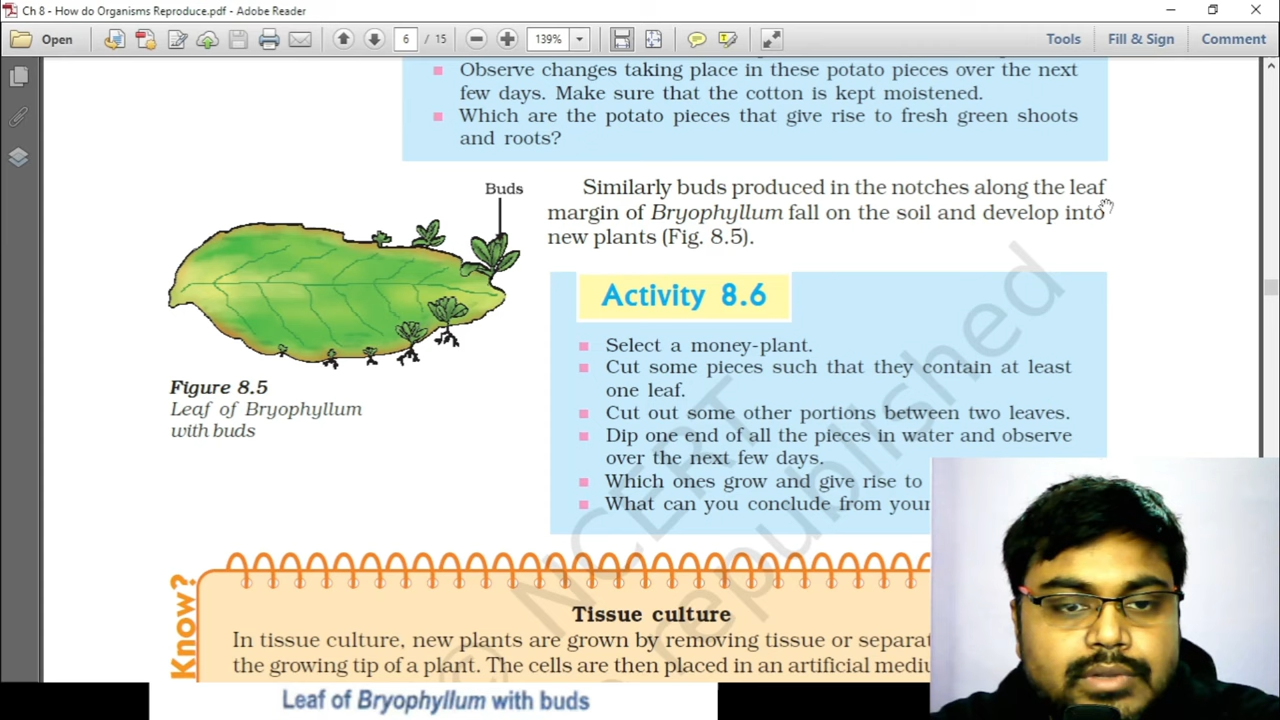 Ch 8 - How do Organisms Reproduce.pdf - Adobe Reader
Open
6 / 15
139%
Tools
Fill & Sign
Comment
Observe changes taking place in these potato pieces over the next
few days. Make sure that the cotton is kept moistened.
Which are the potato pieces that give rise to fresh green shoots
and roots?
Buds
Similarly buds produced in the notches along the leaf
margin of Bryophyllum fall on the soil and develop into
new plants (Fig. 8.5).
Figure 8.5
Leaf of Bryophyllum
with buds
Activity 8.6
Select a money-plant.
Cut some pieces such that they contain at least
one leaf.
Cut out some other portions between two leaves.
Dip one end of all the pieces in water and observe
over the next few days.
Which ones grow and give rise to
What can you conclude from your
© NCERT
republished
Know?
Tissue culture
In tissue culture, new plants are grown by removing tissue or separat
the growing tip of a plant. The cells are then placed in an artificial mediu
Leaf of Bryophyllum with buds